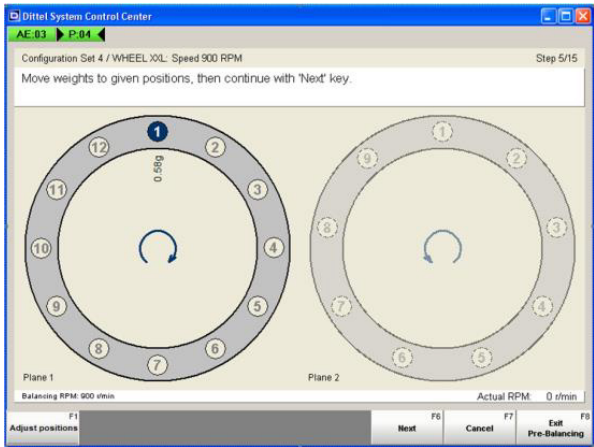 Dittel System Control Center
AE:03 P:04
Configuration Set 4 / WHEEL XXL: Speed 900 RPM Step 5/15
Move weights to given positions, then continue with 'Next' key.
1
2
3
4
5
6
7
8
9
10
11
12
0.58g
Plane 1
1
2
3
4
5
6
7
8
9
Plane 2
Balancing RPM: 900 r/min Actual RPM: 0 r/min
F1 F6 F7 F8
Adjust positions Next Cancel Exit
Pre-Balancing